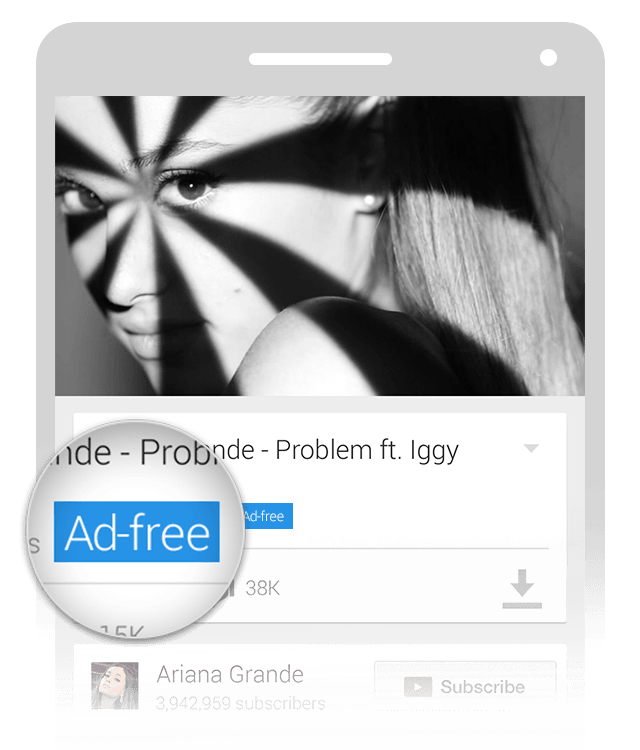 nde - Problem ft. Iggy
nde - Prob
Ad-free
Ad-free
s
38K
15K
Ariana Grande
3,942,959 subscribers
Subscribe